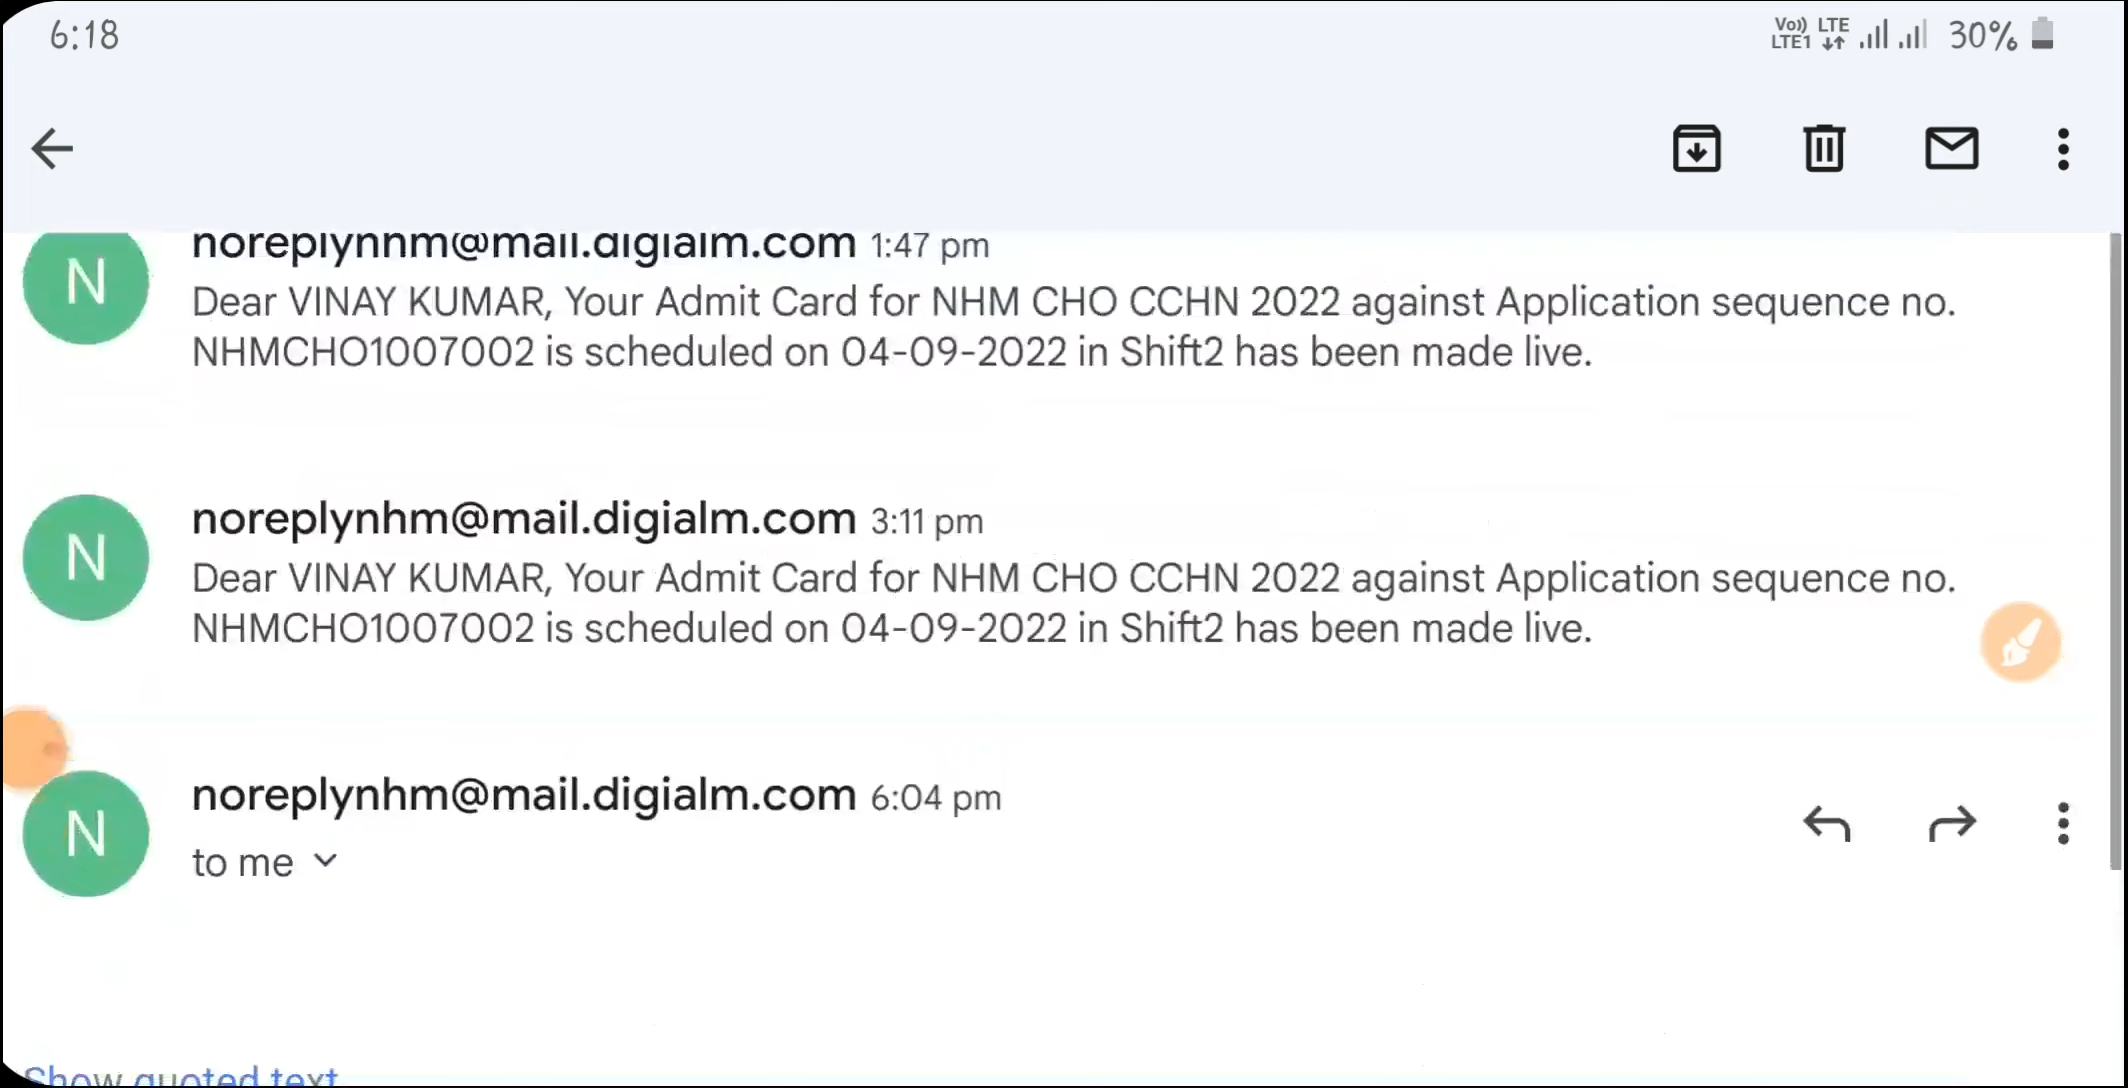 6:18
Vo)) LTE 30%
LTE1
noreplynhm@mail.digialm.com 1:47 pm
N
Dear VINAY KUMAR, Your Admit Card for NHM CHO CCHN 2022 against Application sequence no.
NHMCHO1007002 is scheduled on 04-09-2022 in Shift2 has been made live.
noreplynhm@mail.digialm.com 3:11 pm
N
Dear VINAY KUMAR, Your Admit Card for NHM CHO CCHN 2022 against Application sequence no.
NHMCHO1007002 is scheduled on 04-09-2022 in Shift2 has been made live.
noreplynhm@mail.digialm.com 6:04 pm
N
to me
Show quoted text